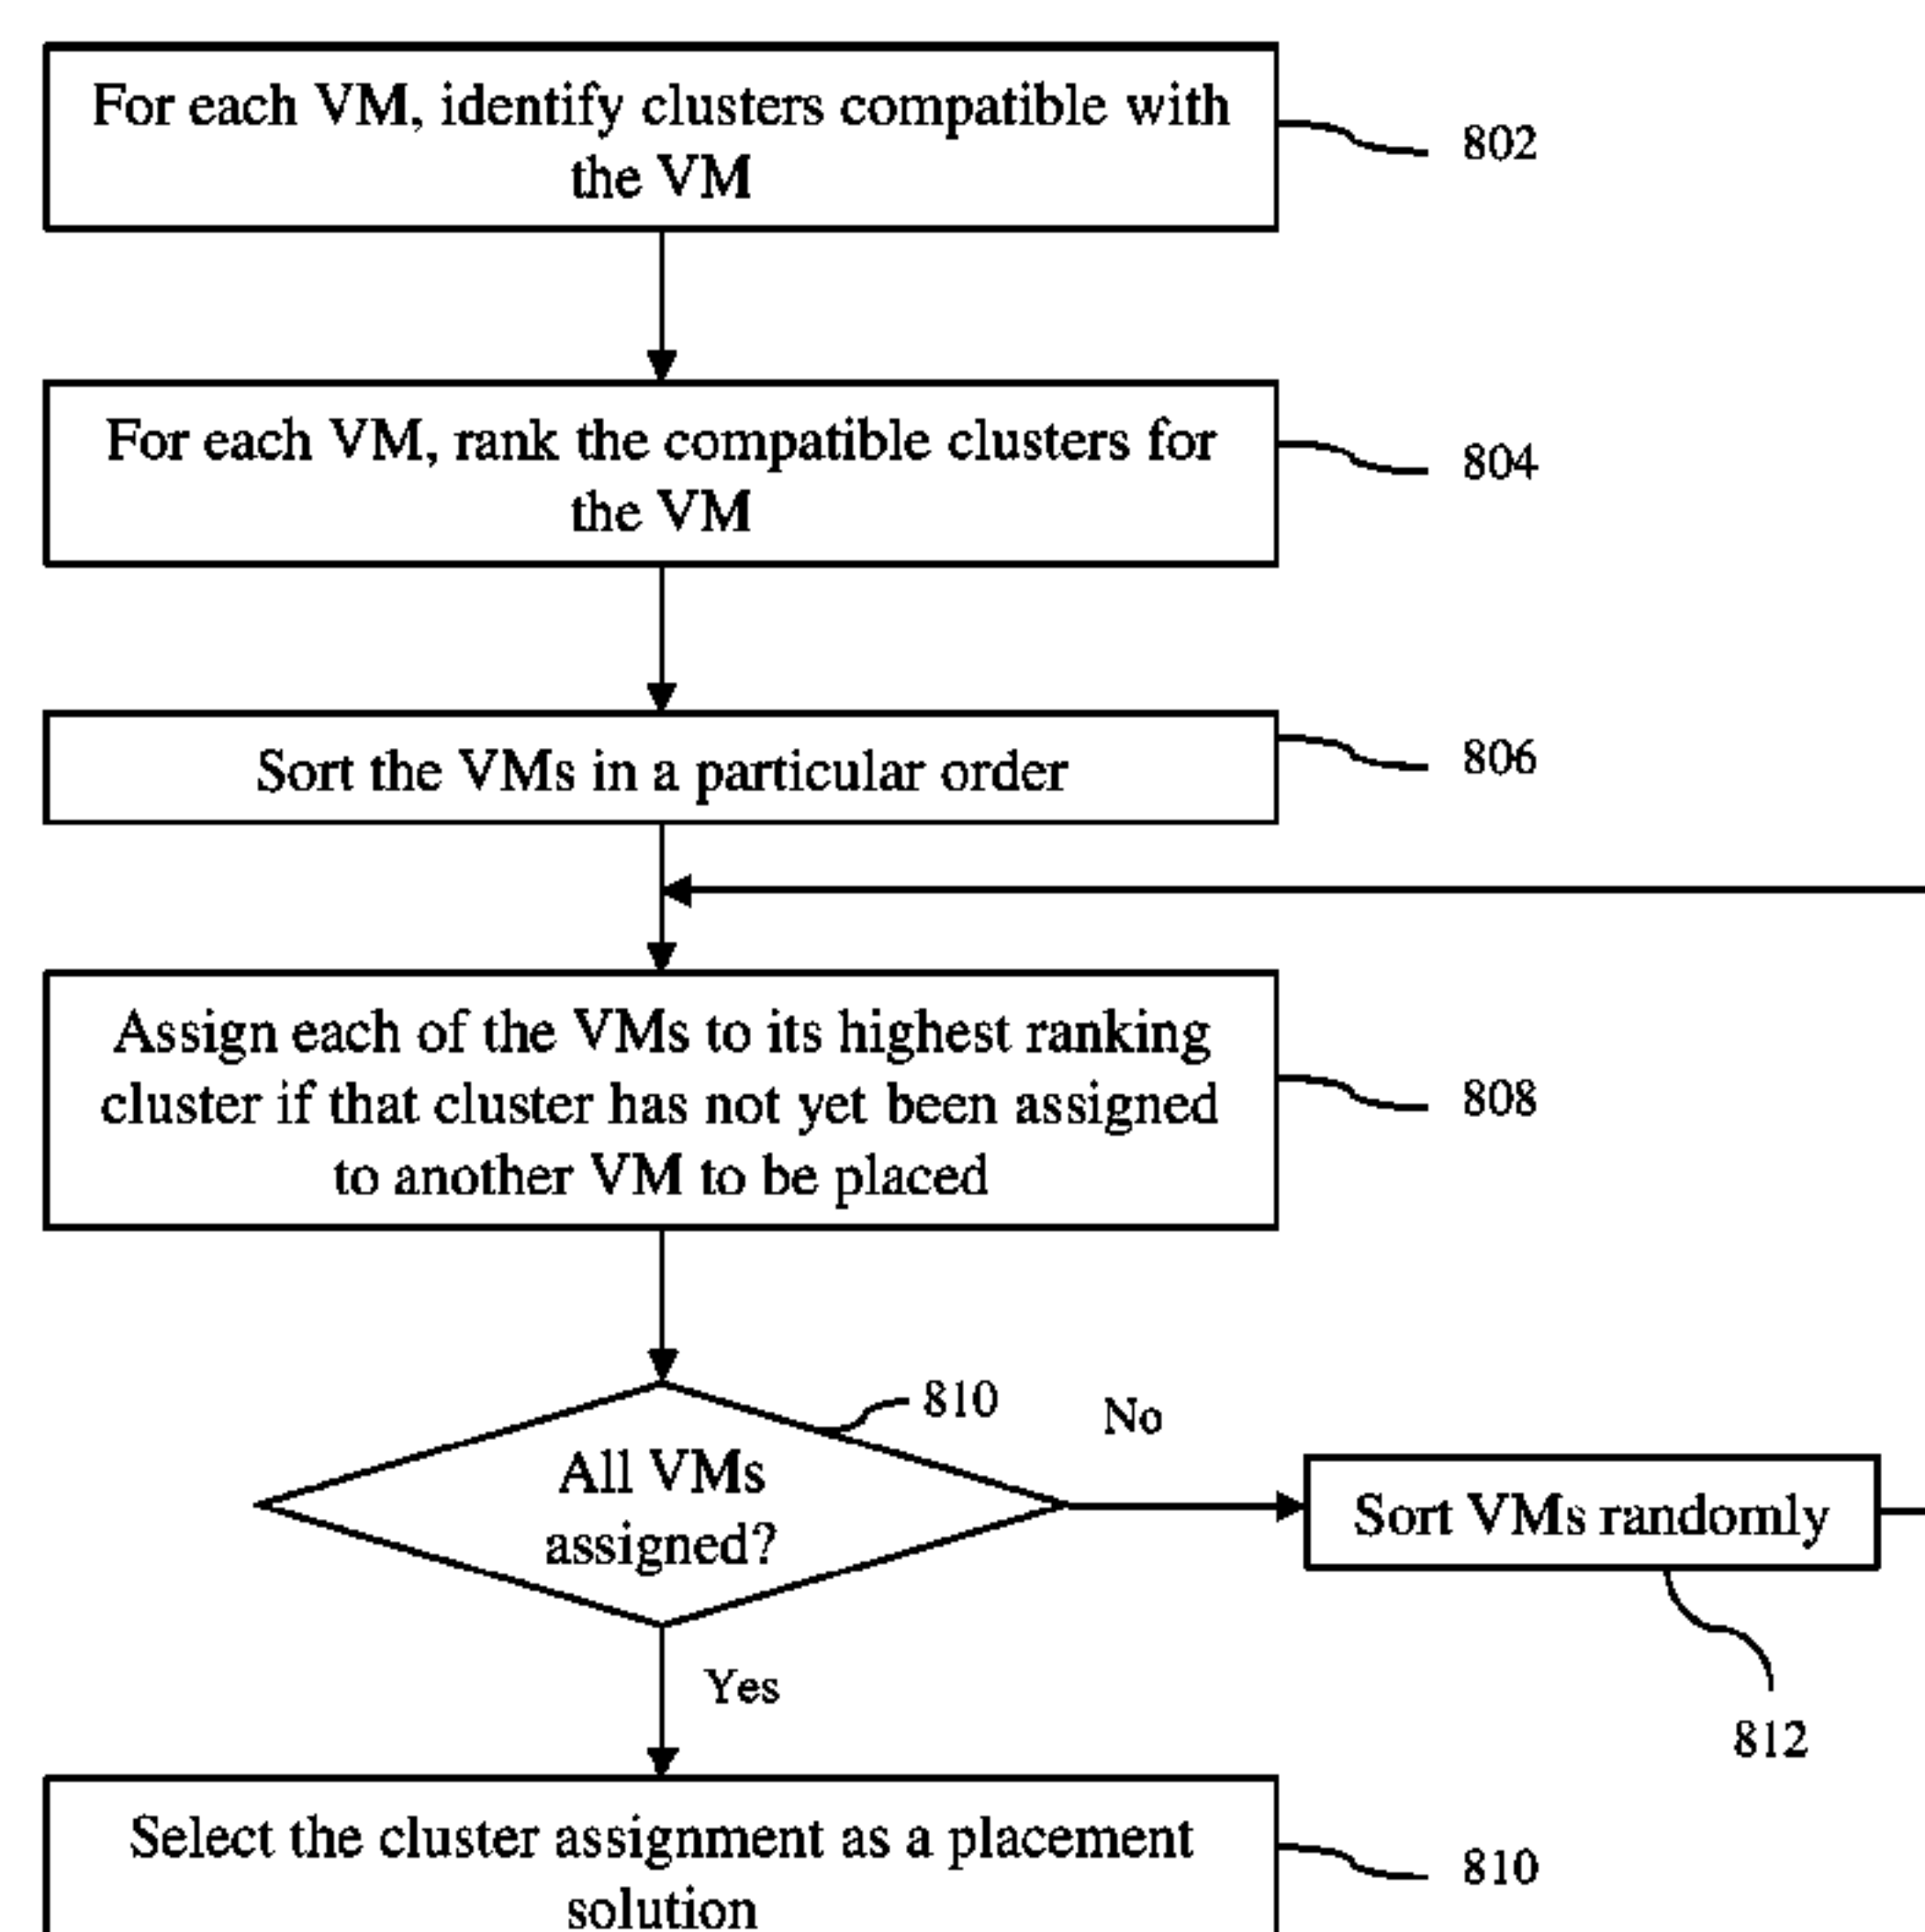 For each VM, identify clusters compatible with
the VM
802
For each VM, rank the compatible clusters for
the VM
804
Sort the VMs in a particular order
806
Assign each of the VMs to its highest ranking
cluster if that cluster has not yet been assigned
to another VM to be placed
808
810
No
All VMs
assigned?
Sort VMs randomly
Yes
812
Select the cluster assignment as a placement
solution
810